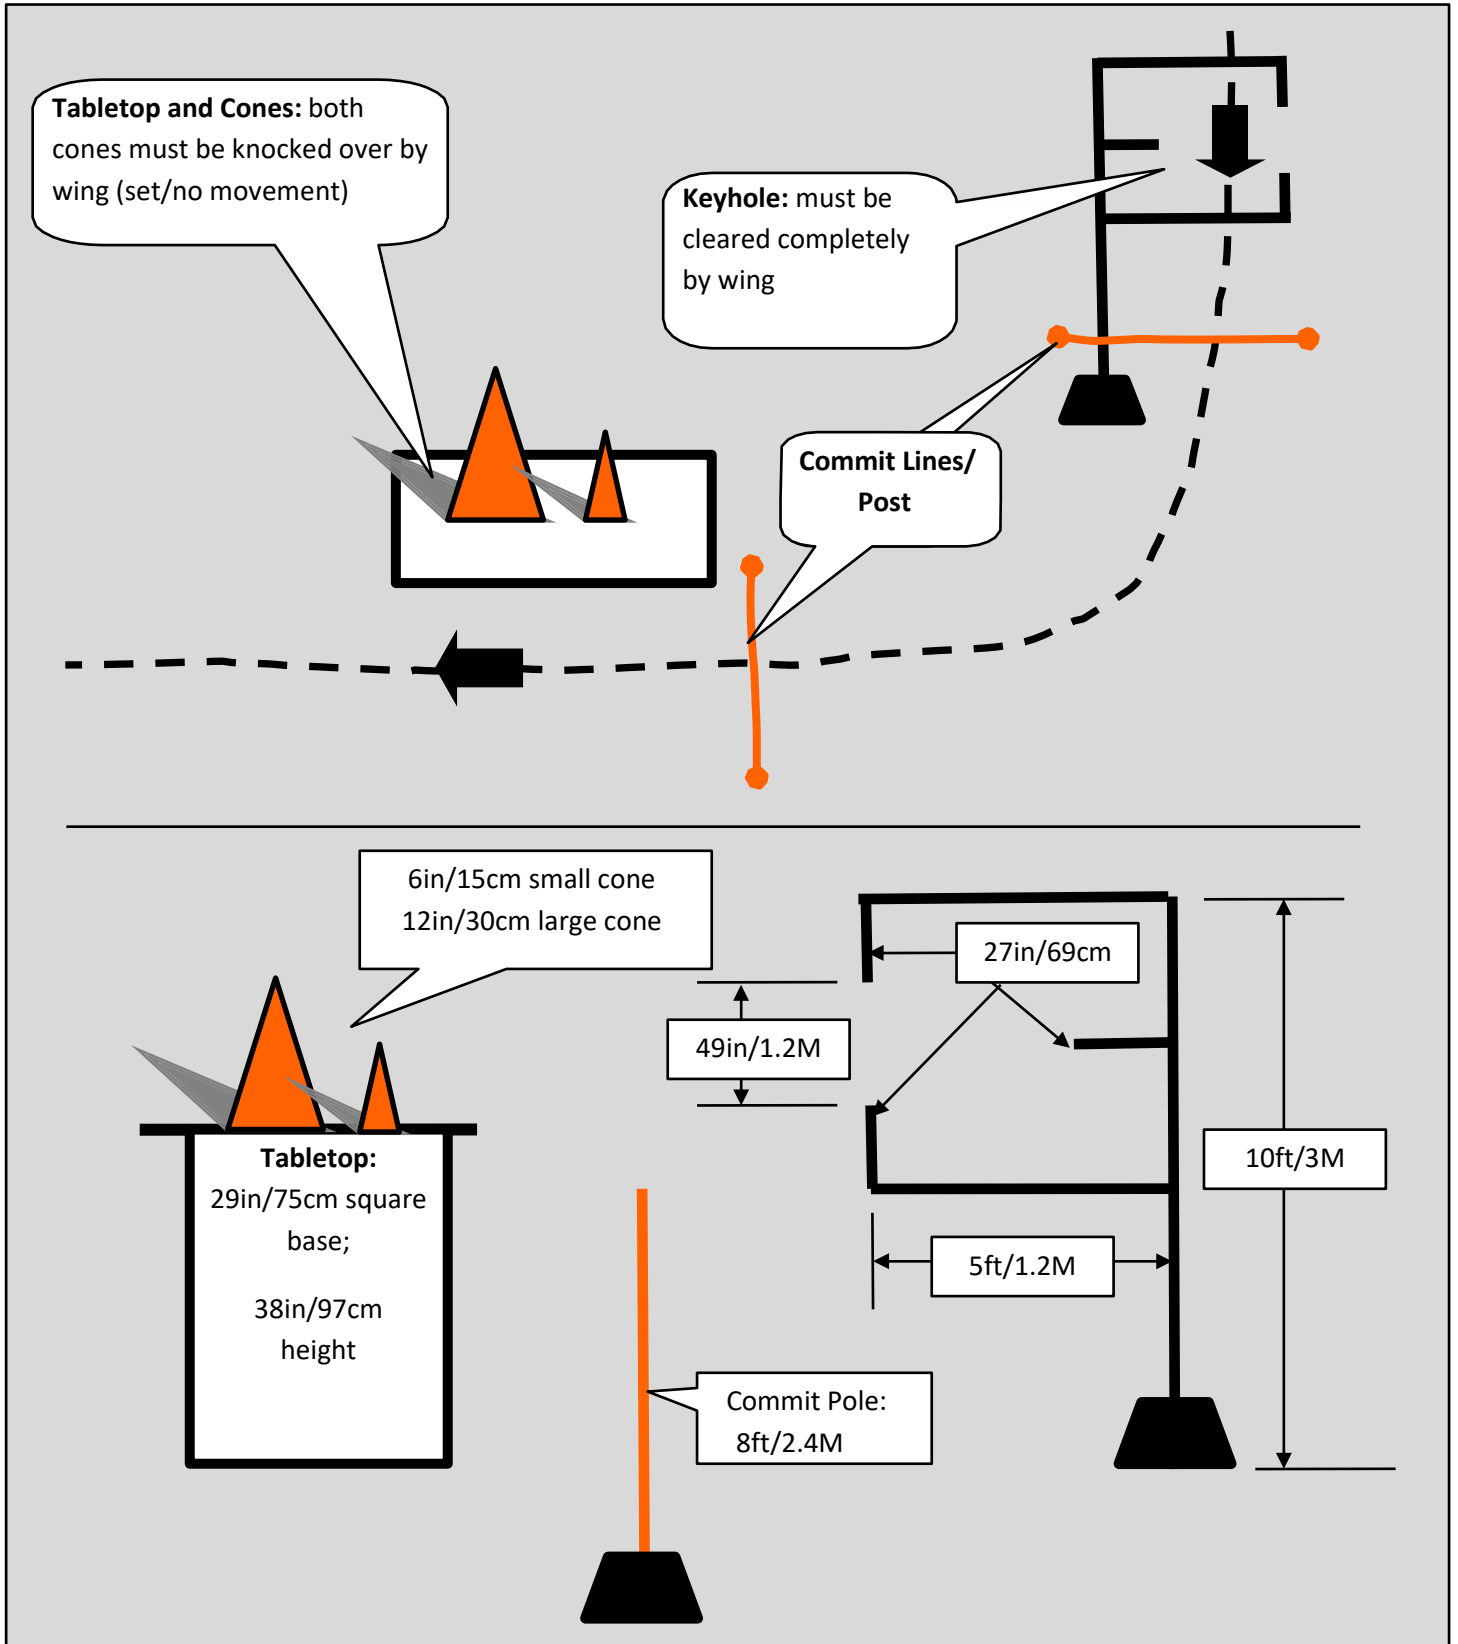 Tabletop and Cones: both
cones must be knocked over by
wing (set/no movement)
Keyhole: must be
cleared completely
by wing
Commit Lines/
Post
6in/15cm small cone
12in/30cm large cone
27in/69cm
49in/1.2M
10ft/3M
Tabletop:
29in/75cm square
base;
38in/97cm
height
5ft/1.2M
Commit Pole:
8ft/2.4M